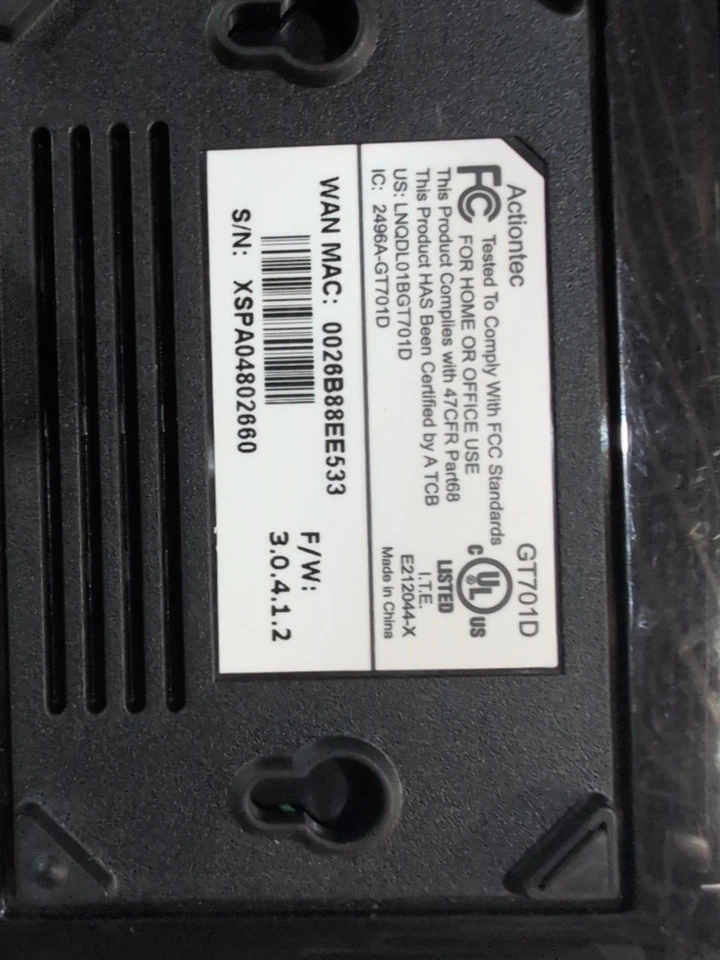 Actiontec
GT701D
FC
Tested To Comply With FCC Standards
FOR HOME OR OFFICE USE
This Product Complies with 47CFR Part68
This Product HAS Been Certified by A TCB
US: LNQDL01BGT701D
IC: 2496A-GT701D
C UL US
LISTED
I.T.E.
E212044-X
Made in China
WAN MAC: 0026B88EE533
S/N: XSPA04802660
F/W:
3.0.4.1.2